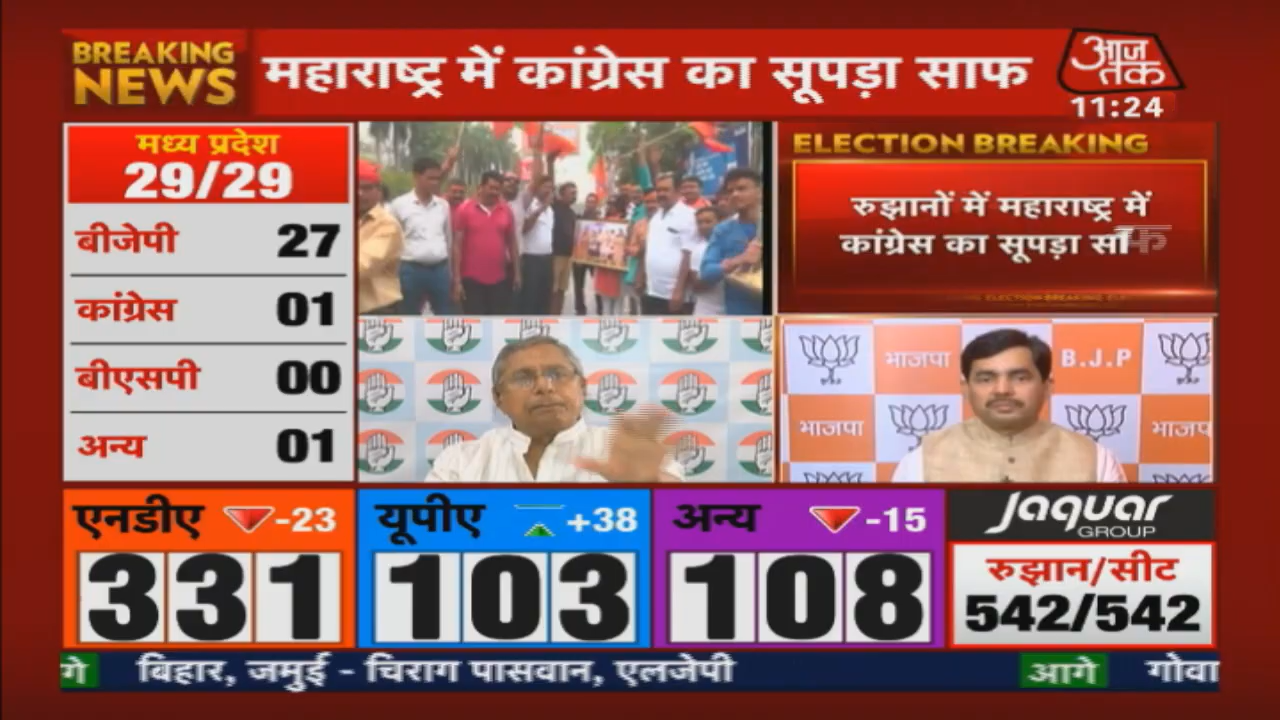 BREAKING
NEWS
महाराष्ट्र में कांग्रेस का सूपड़ा साफ
आज
तक
11:24
मध्य प्रदेश
29/29
बीजेपी 27
कांग्रेस 01
बीएसपी 00
अन्य 01
ELECTION BREAKING
रुझानों में महाराष्ट्र में
कांग्रेस का सूपड़ा साफ
भाजपा B.J.P
भाजपा भाजप
एनडीए -23
331
यूपीए +38
103
अन्य -15
108
Jaquar
GROUP
रुझान/सीट
542/542
गे बिहार, जमुई - चिराग पासवान, एलजेपी आगे गोवा